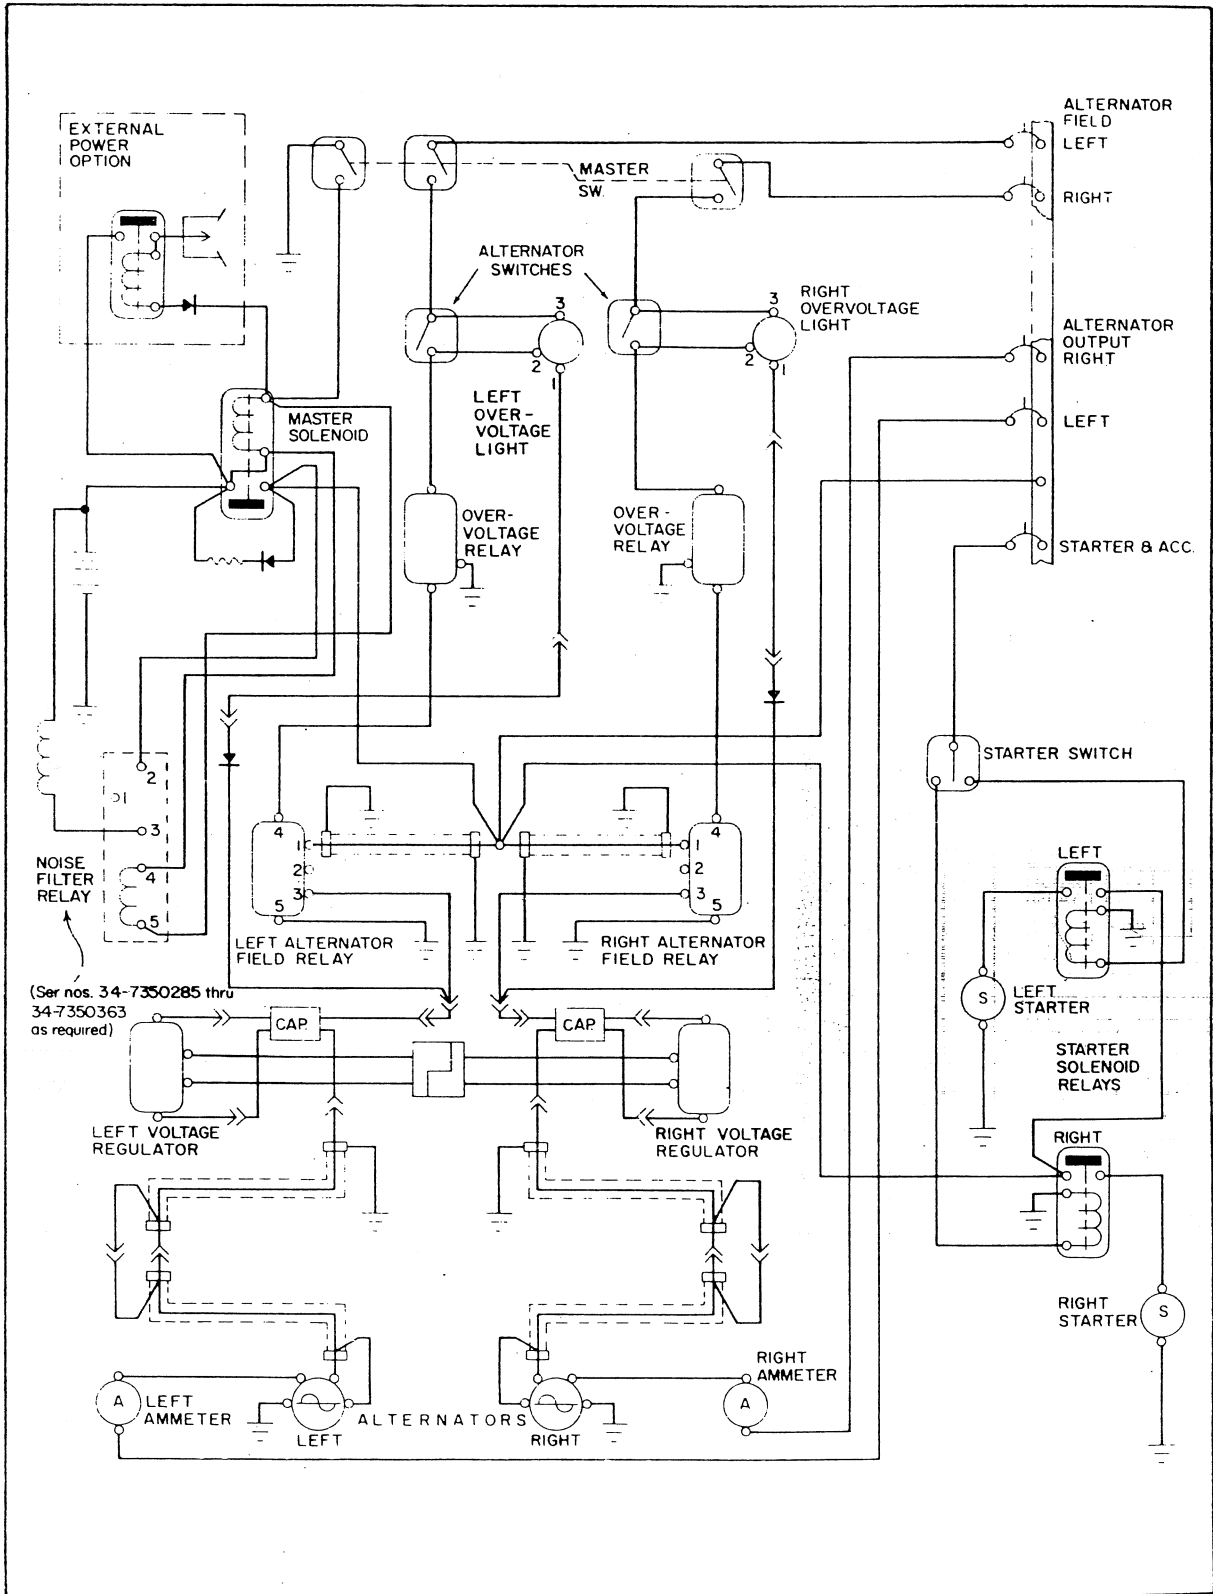 EXTERNAL
POWER
OPTION
MASTER
SW.
ALTERNATOR
FIELD
LEFT
RIGHT
ALTERNATOR
SWITCHES
3
2
1
LEFT
OVER-
VOLTAGE
LIGHT
RIGHT
OVERVOLTAGE
LIGHT
3
2
1
ALTERNATOR
OUTPUT
RIGHT
LEFT
STARTER & ACC.
MASTER
SOLENOID
OVER-
VOLTAGE
RELAY
OVER-
VOLTAGE
RELAY
STARTER SWITCH
2
1
3
4
5
NOISE
FILTER
RELAY
(Ser nos. 34-7350285 thru
34-7350363
as required)
4
1
2
3
5
LEFT ALTERNATOR
FIELD RELAY
4
1
2
3
5
RIGHT ALTERNATOR
FIELD RELAY
LEFT
S
LEFT
STARTER
STARTER
SOLENOID
RELAYS
RIGHT
CAP.
CAP.
LEFT VOLTAGE
REGULATOR
RIGHT VOLTAGE
REGULATOR
RIGHT
STARTER
S
A
LEFT
AMMETER
ALTERNATORS
LEFT
RIGHT
RIGHT
AMMETER
A